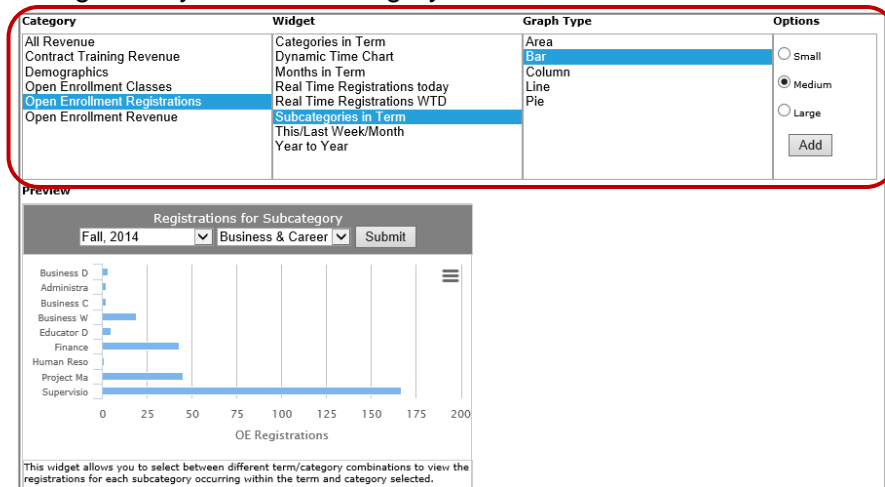 Category Widget Graph Type Options
All Revenue
Contract Training Revenue
Demographics
Open Enrollment Classes
Open Enrollment Registrations
Open Enrollment Revenue
Categories in Term
Dynamic Time Chart
Months in Term
Real Time Registrations today
Real Time Registrations WTD
Subcategories in Term
This/Last Week/Month
Year to Year
Area
Bar
Column
Line
Pie
Small
Medium
Large
Add
Preview
Registrations for Subcategory
Fall, 2014 Business & Career Submit
Business D
Administra
Business C
Business W
Educator D
Finance
Human Reso
Project Ma
Supervisio
0 25 50 75 100 125 150 175 200
OE Registrations
This widget allows you to select between different term/category combinations to view the
registrations for each subcategory occurring within the term and category selected.